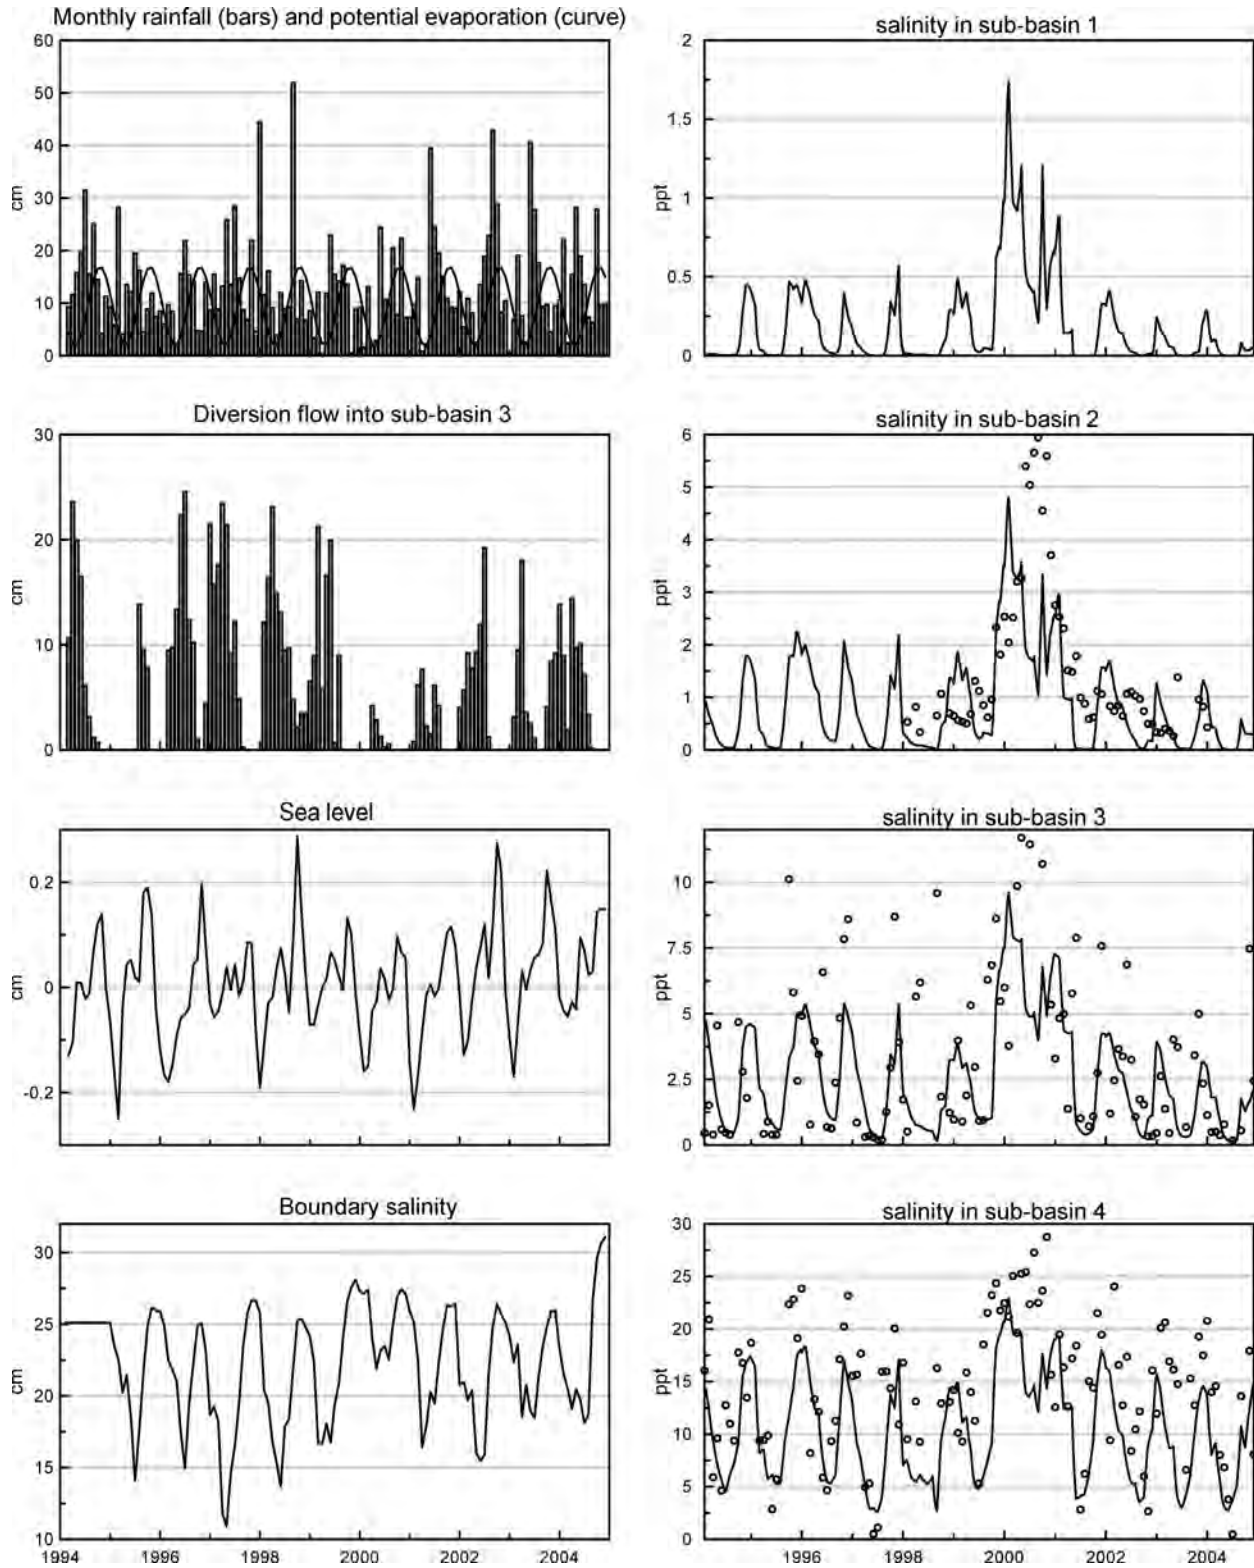 Monthly rainfall (bars) and potential evaporation (curve)
60
50
40
30
20
10
0
cm
salinity in sub-basin 1
2
1.5
1
0.5
0
ppt
Diversion flow into sub-basin 3
30
20
10
0
cm
salinity in sub-basin 2
6
5
4
3
2
1
0
ppt
Sea level
0.2
0
-0.2
cm
salinity in sub-basin 3
10
7.5
5
2.5
0
ppt
Boundary salinity
30
25
20
15
10
cm
1994 1996 1998 2000 2002 2004
salinity in sub-basin 4
30
25
20
15
10
5
0
ppt
1996 1998 2000 2002 2004